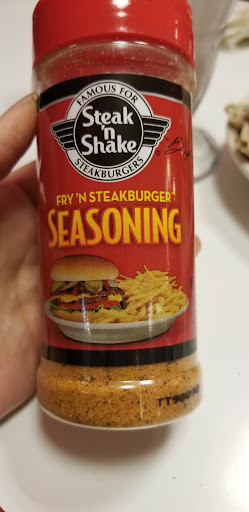 FAMOUS FOR
Steak
'n
Shake
STEAKBURGERS
FRY 'N STEAKBURGER
SEASONING